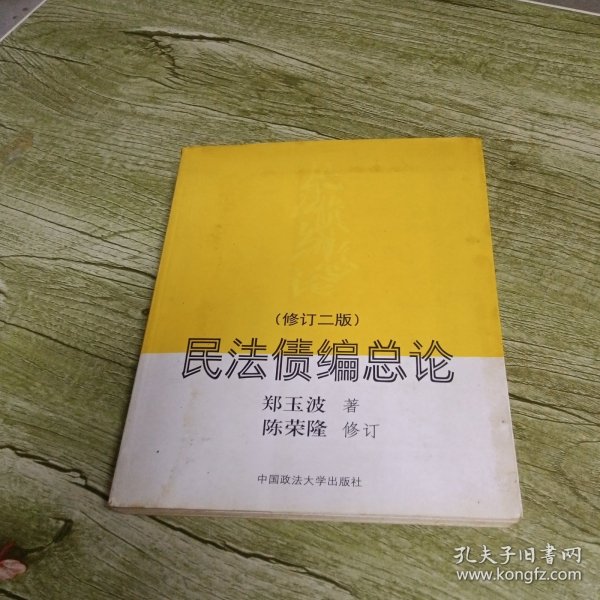 （修订二版）
民法债编总论
郑玉波 著
陈荣隆 修订
中国政法大学出版社
孔夫子旧书网
www.kongfz.com